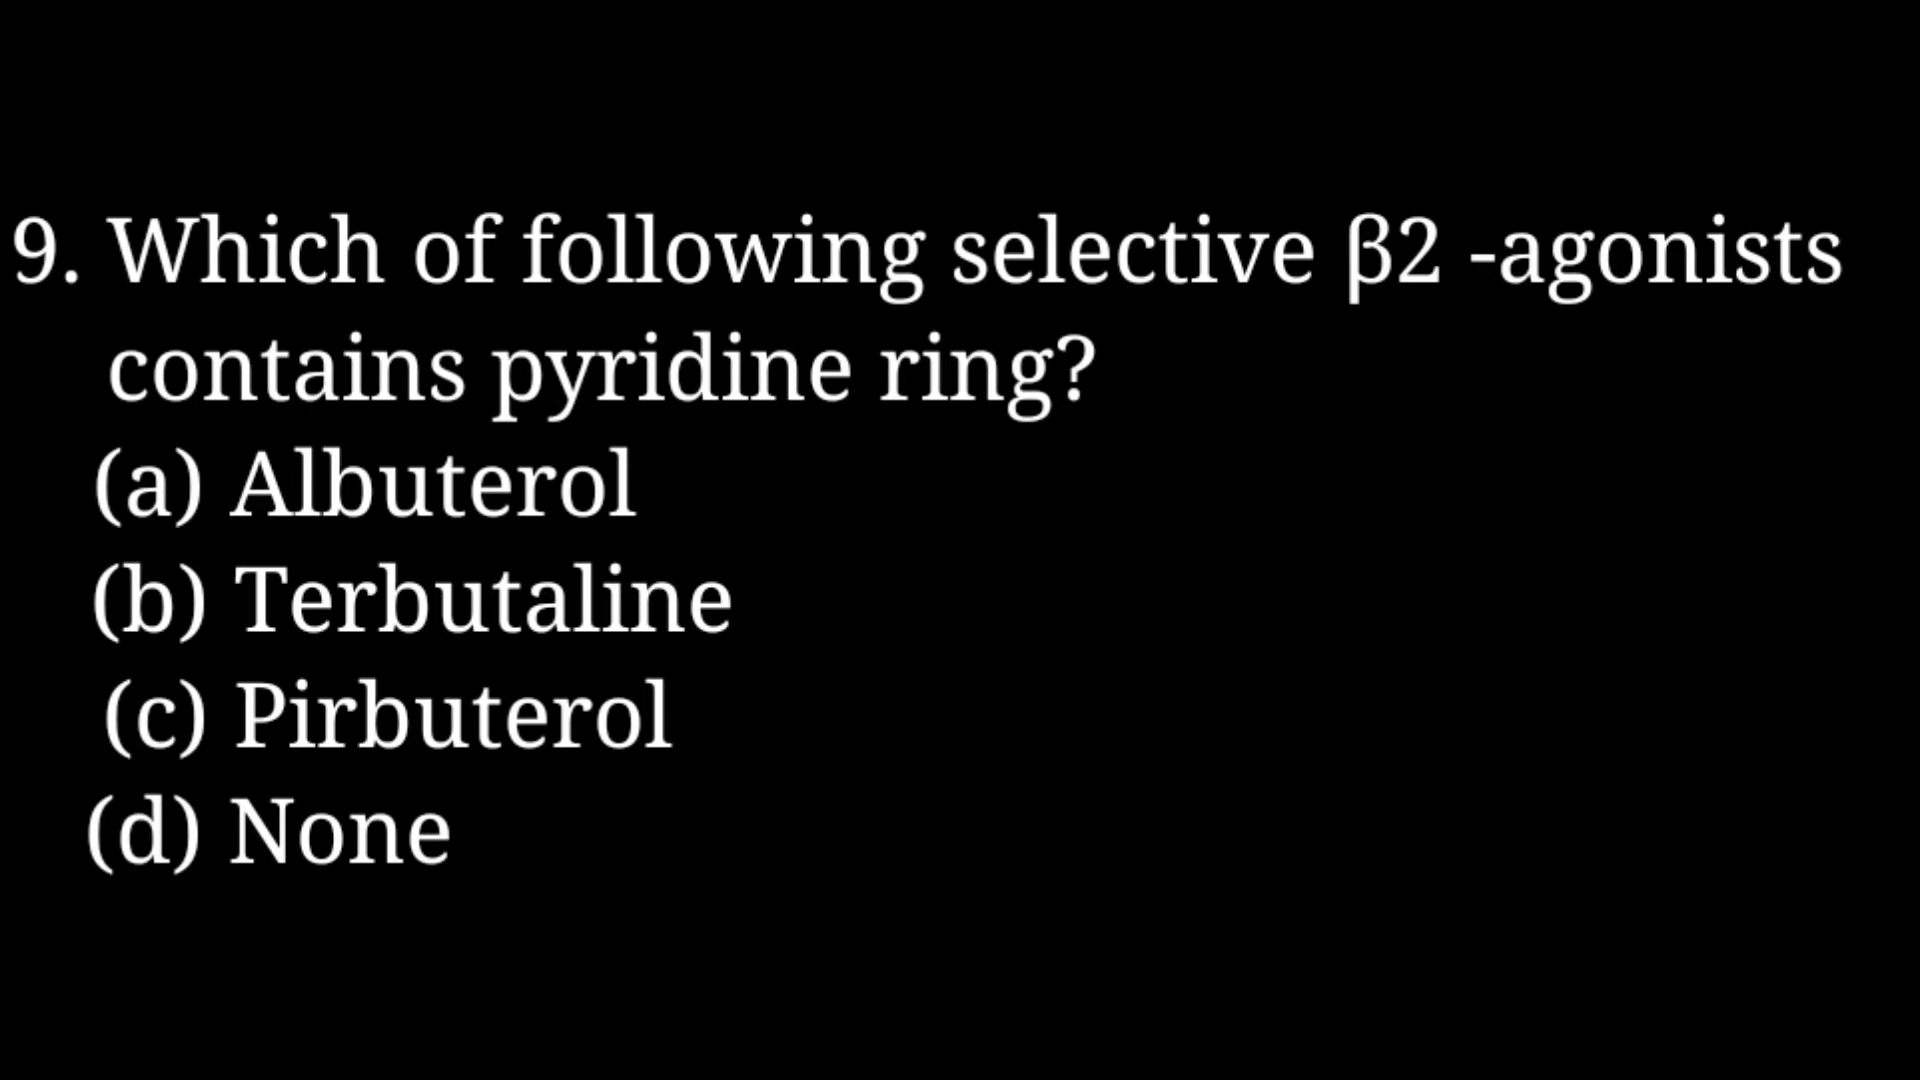 9. Which of following selective β2 -agonists
contains pyridine ring?
(a) Albuterol
(b) Terbutaline
(c) Pirbuterol
(d) None